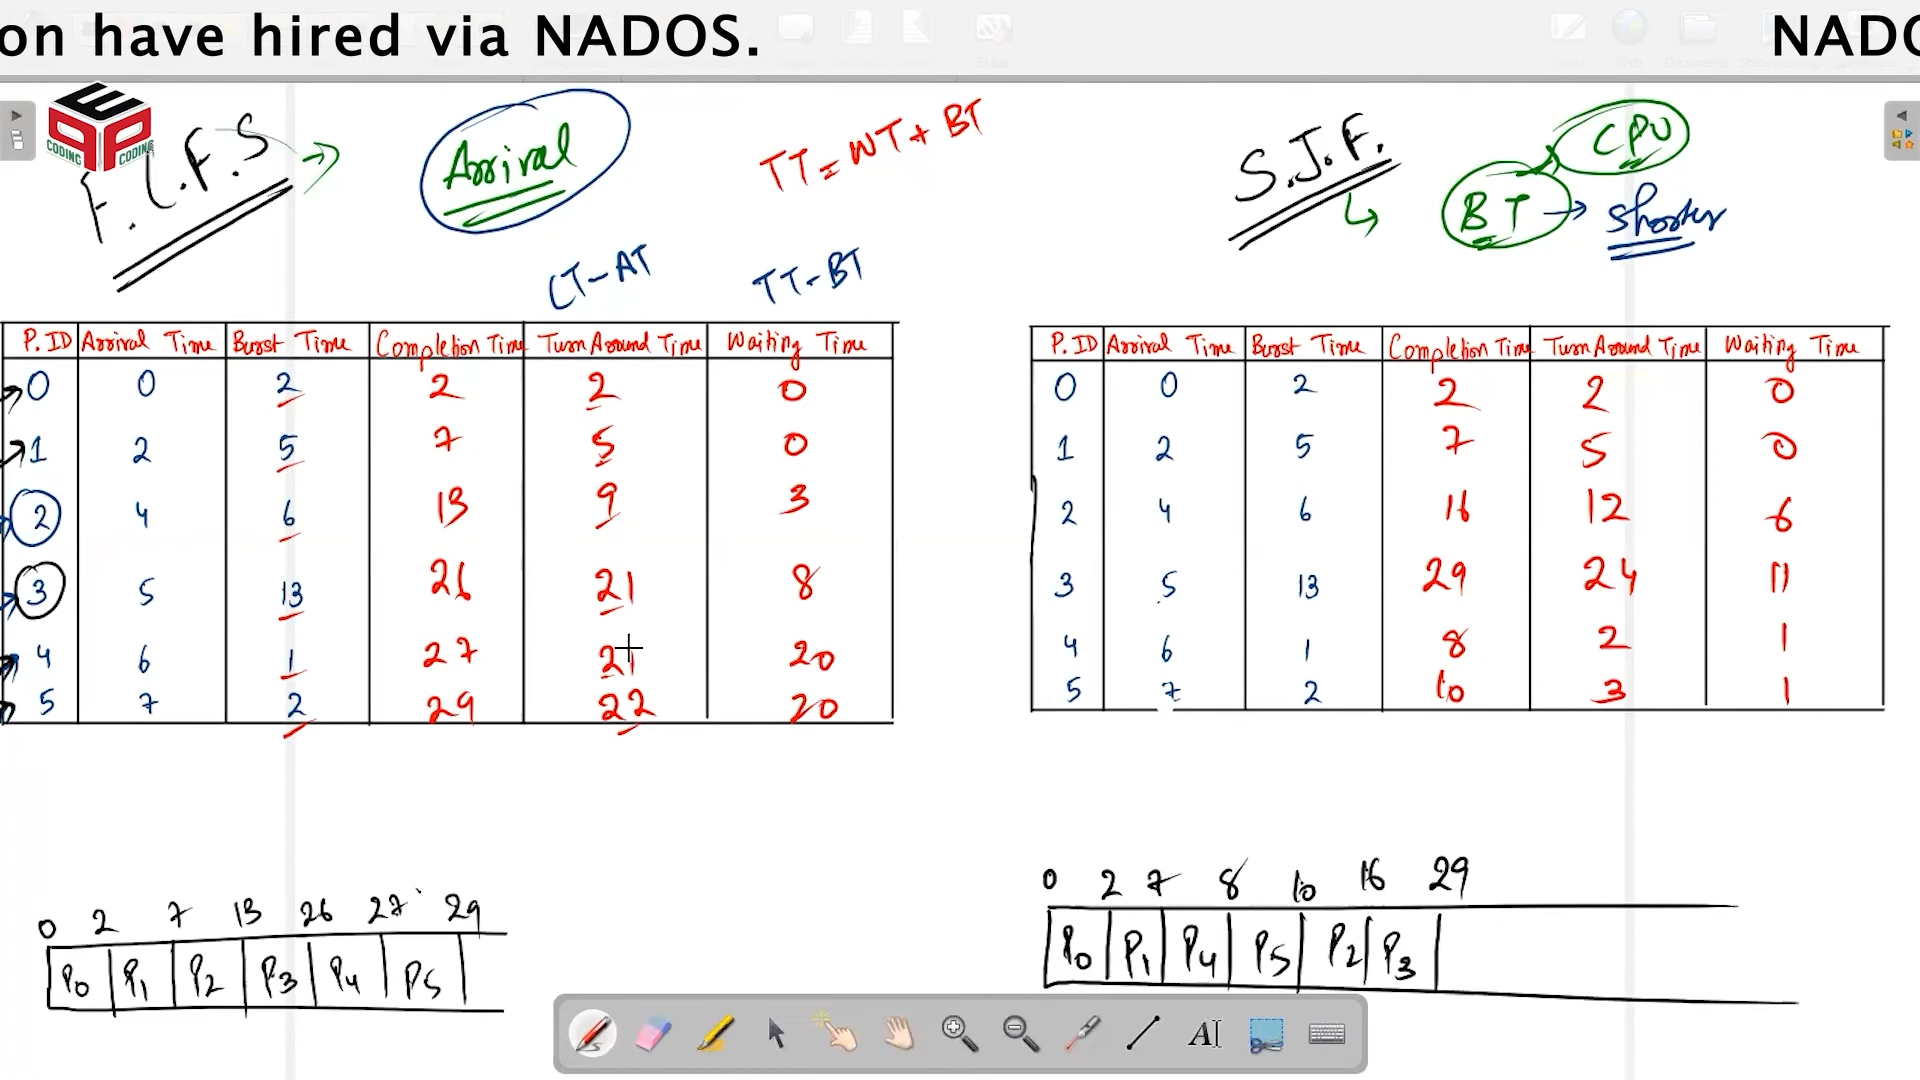 on have hired via NADOS. NADO
CODING CODING
F.C.F.S → Arrival TT = WT + BT
CT - AT TT - BT
P.ID Arrival Time Burst Time Completion Time Turn Around Time Waiting Time
0 0 2 2 2 0
1 2 5 7 5 0
2 4 6 13 9 3
3 5 13 26 21 8
4 6 1 27 21 20
5 7 2 29 22 20
0 2 7 13 26 27 29
P0 P1 P2 P3 P4 P5
S.J.F. CPU
BT → Shorter
P.ID Arrival Time Burst Time Completion Time Turn Around Time Waiting Time
0 0 2 2 2 0
1 2 5 7 5 0
2 4 6 16 12 6
3 5 13 29 24 11
4 6 1 8 2 1
5 7 2 10 3 1
0 2 7 8 10 16 29
P0 P1 P4 P5 P2 P3